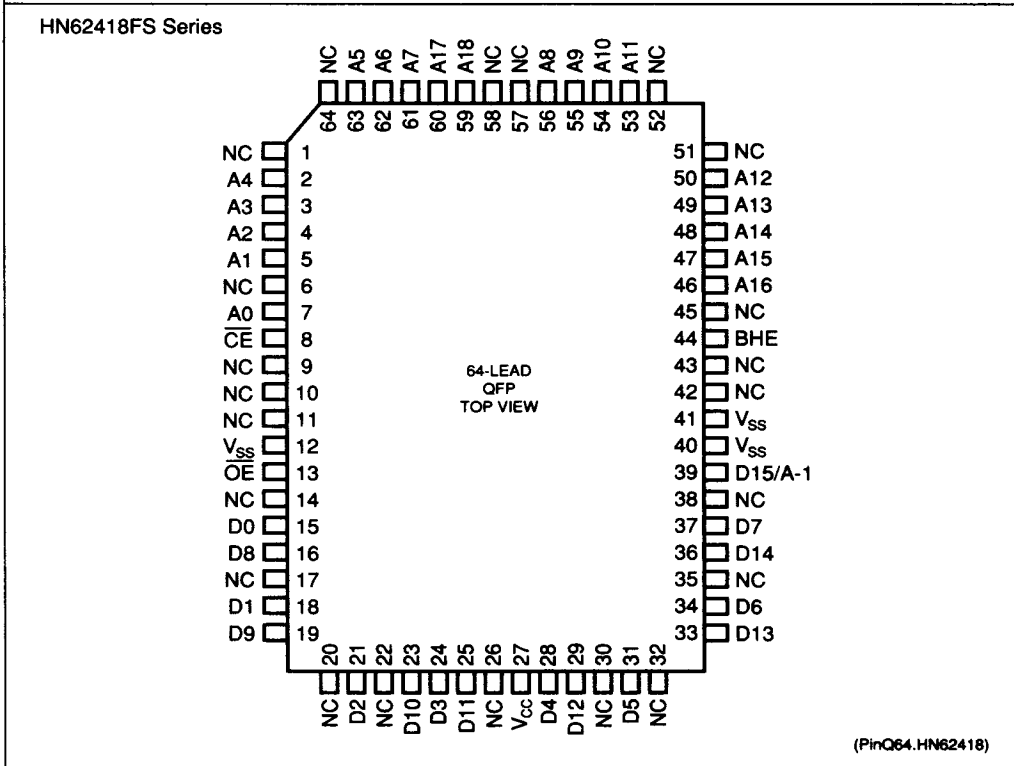 HN62418FS Series
NC A5 A6 A7 A17 A18 NC NC A8 A9 A10 A11 NC
64 63 62 61 60 59 58 57 56 55 54 53 52
NC 1
A4 2
A3 3
A2 4
A1 5
NC 6
A0 7
C̅E̅ 8
NC 9
NC 10
NC 11
VSS 12
O̅E̅ 13
NC 14
D0 15
D8 16
NC 17
D1 18
D9 19
64-LEAD
QFP
TOP VIEW
51 NC
50 A12
49 A13
48 A14
47 A15
46 A16
45 NC
44 BHE
43 NC
42 NC
41 VSS
40 VSS
39 D15/A-1
38 NC
37 D7
36 D14
35 NC
34 D6
33 D13
20 21 22 23 24 25 26 27 28 29 30 31 32
NC D2 NC D10 D3 D11 NC VCC D4 D12 NC D5 NC
(PinQ64.HN62418)